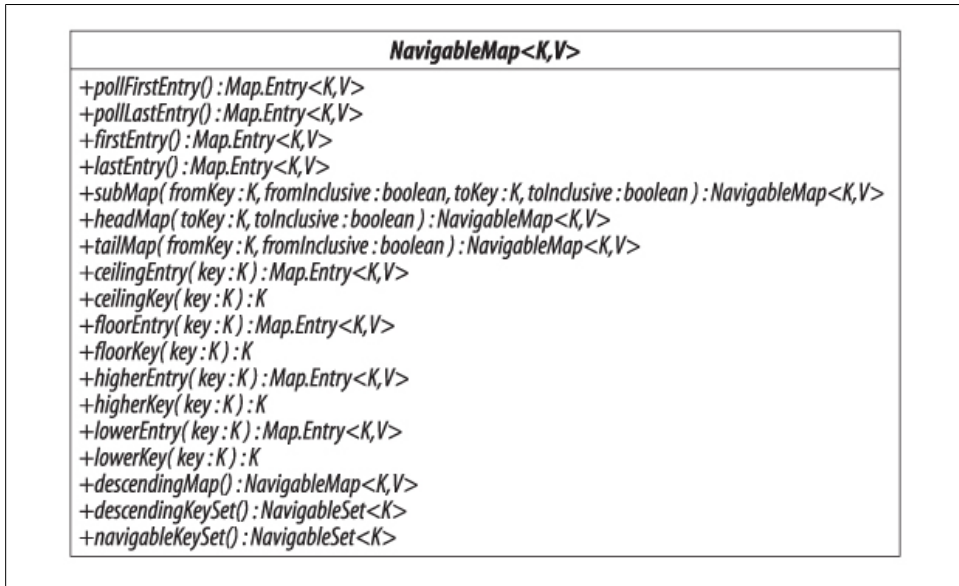 NavigableMap<K,V>
+pollFirstEntry() : Map.Entry<K,V>
+pollLastEntry() : Map.Entry<K,V>
+firstEntry() : Map.Entry<K,V>
+lastEntry() : Map.Entry<K,V>
+subMap( fromKey : K, fromInclusive : boolean, toKey : K, toInclusive : boolean ) : NavigableMap<K,V>
+headMap( toKey : K, toInclusive : boolean ) : NavigableMap<K,V>
+tailMap( fromKey : K, fromInclusive : boolean ) : NavigableMap<K,V>
+ceilingEntry( key : K ) : Map.Entry<K,V>
+ceilingKey( key : K ) : K
+floorEntry( key : K ) : Map.Entry<K,V>
+floorKey( key : K ) : K
+higherEntry( key : K ) : Map.Entry<K,V>
+higherKey( key : K ) : K
+lowerEntry( key : K ) : Map.Entry<K,V>
+lowerKey( key : K ) : K
+descendingMap() : NavigableMap<K,V>
+descendingKeySet() : NavigableSet<K>
+navigableKeySet() : NavigableSet<K>